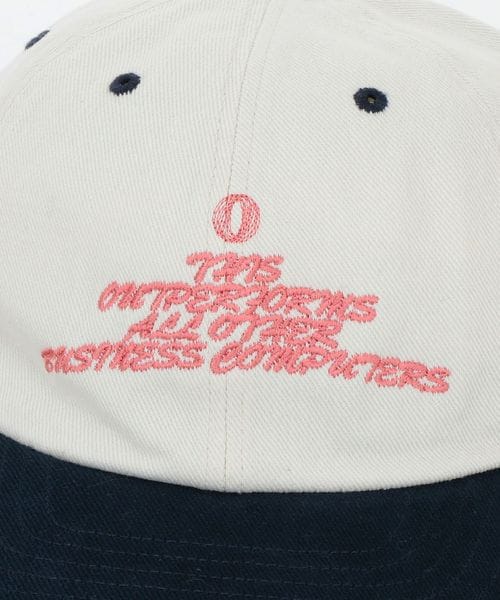 0
THIS
OUTPERFORMS
ALL OTHER
BUSINESS COMPUTERS